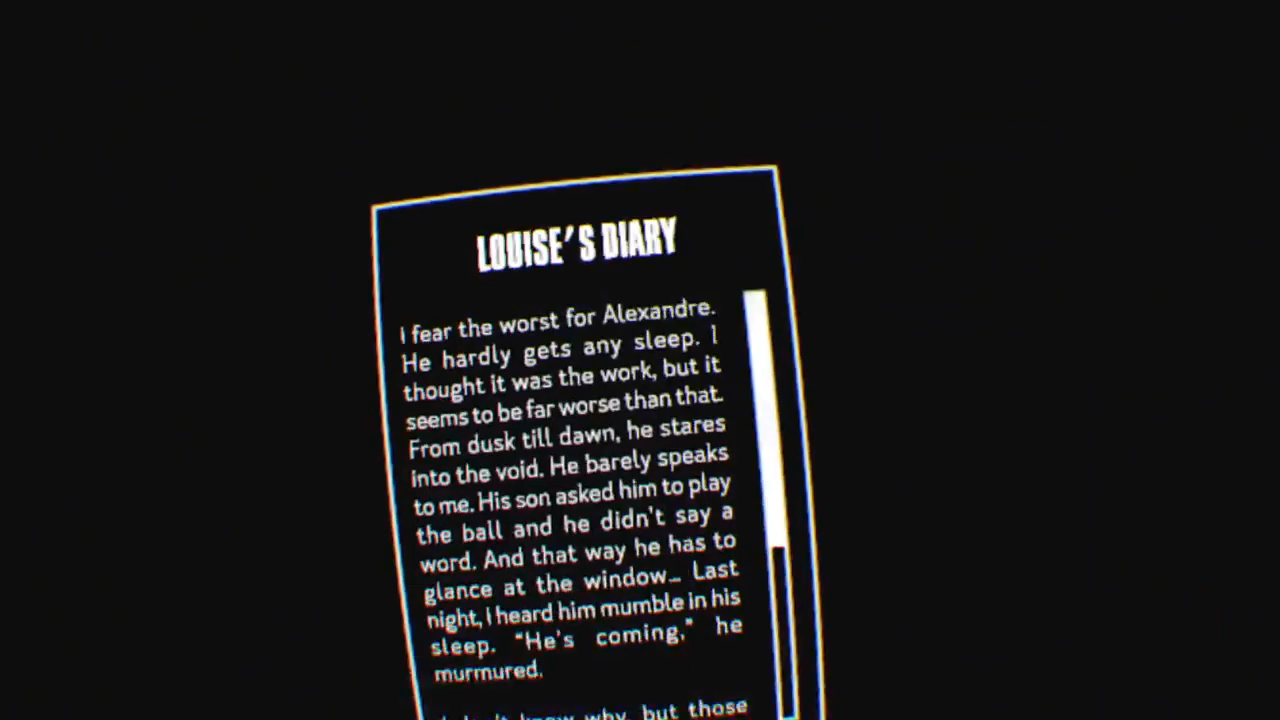 LOUISE'S DIARY
I fear the worst for Alexandre.
He hardly gets any sleep. I
thought it was the work, but it
seems to be far worse than that.
From dusk till dawn, he stares
into the void. He barely speaks
to me. His son asked him to play
the ball and he didn't say a
word. And that way he has to
glance at the window... Last
night, I heard him mumble in his
sleep. "He's coming," he
murmured.
know why, but those